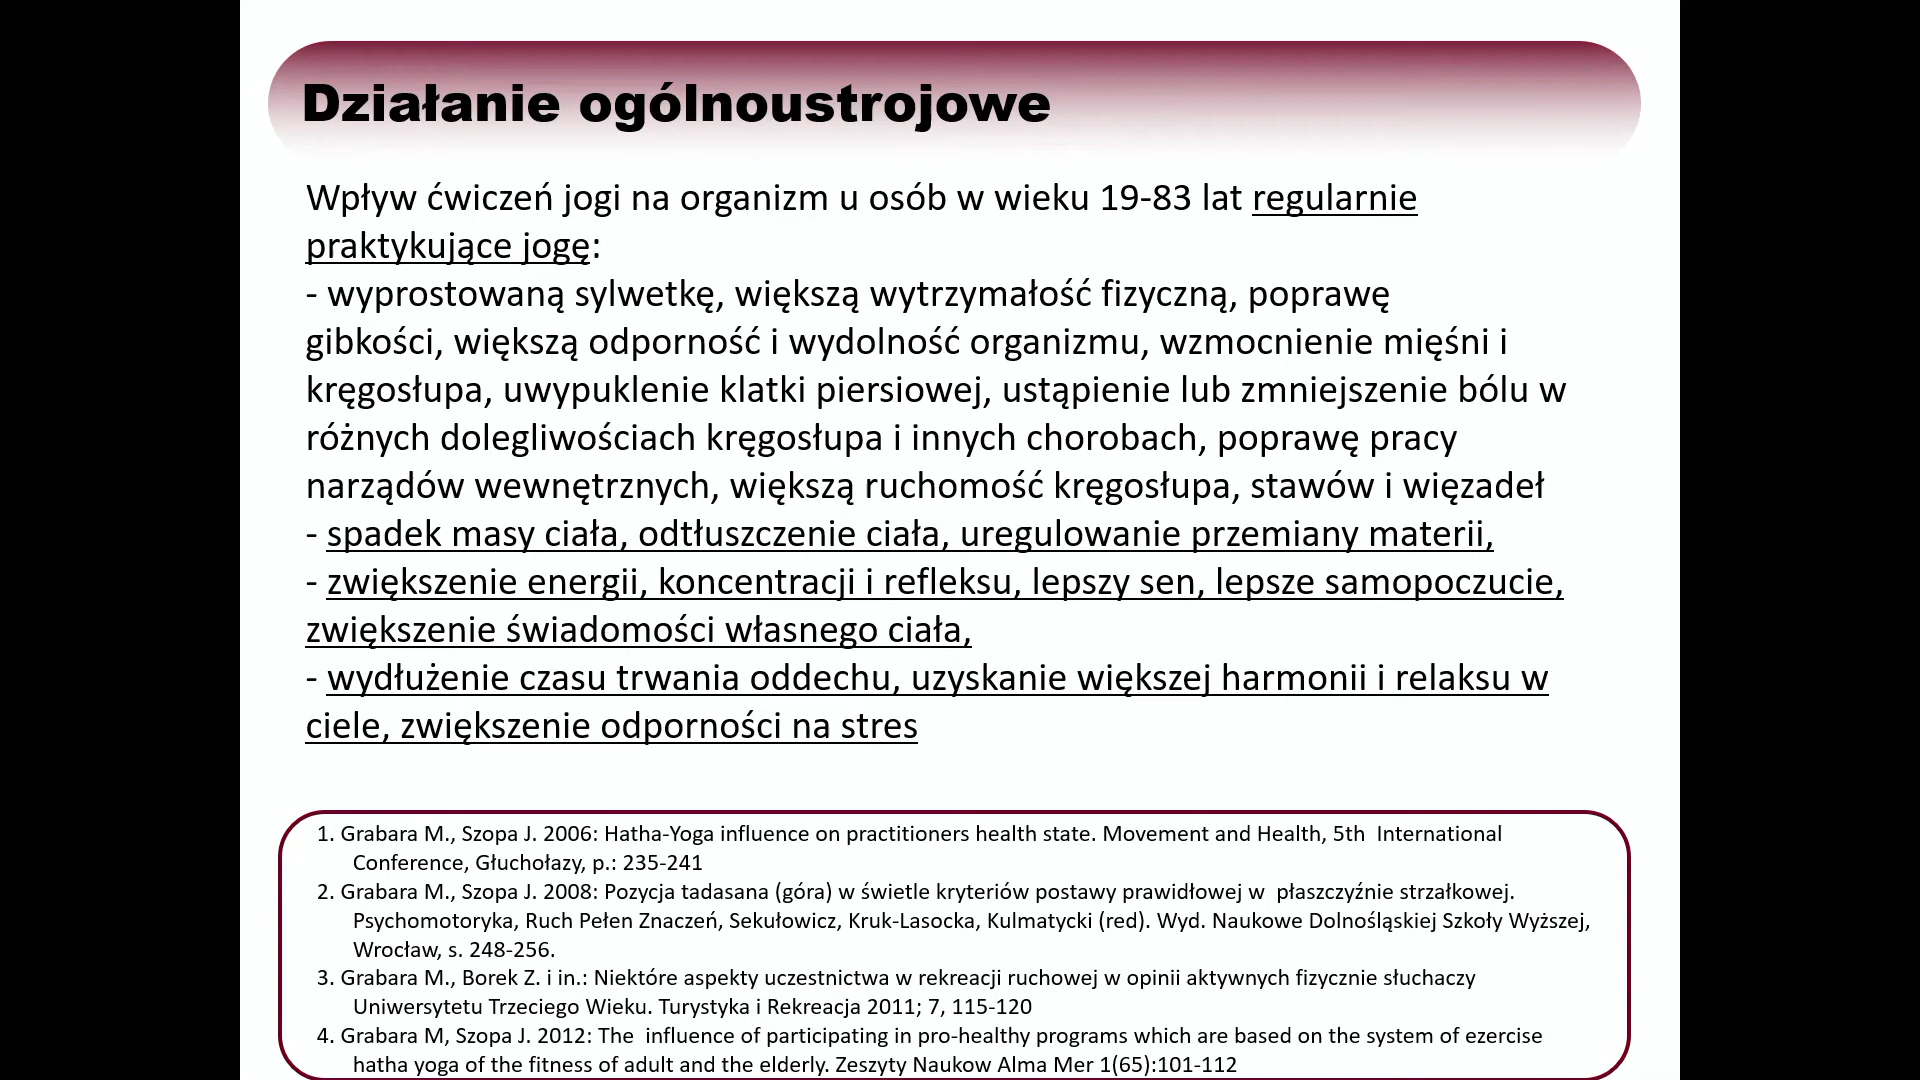 Działanie ogólnoustrojowe
Wpływ ćwiczeń jogi na organizm u osób w wieku 19-83 lat regularnie
praktykujące jogę:
- wyprostowaną sylwetkę, większą wytrzymałość fizyczną, poprawę
gibkości, większą odporność i wydolność organizmu, wzmocnienie mięśni i
kręgosłupa, uwypuklenie klatki piersiowej, ustąpienie lub zmniejszenie bólu w
różnych dolegliwościach kręgosłupa i innych chorobach, poprawę pracy
narządów wewnętrznych, większą ruchomość kręgosłupa, stawów i więzadeł
- spadek masy ciała, odtłuszczenie ciała, uregulowanie przemiany materii,
- zwiększenie energii, koncentracji i refleksu, lepszy sen, lepsze samopoczucie,
zwiększenie świadomości własnego ciała,
- wydłużenie czasu trwania oddechu, uzyskanie większej harmonii i relaksu w
ciele, zwiększenie odporności na stres
1. Grabara M., Szopa J. 2006: Hatha-Yoga influence on practitioners health state. Movement and Health, 5th International
Conference, Głuchołazy, p.: 235-241
2. Grabara M., Szopa J. 2008: Pozycja tadasana (góra) w świetle kryteriów postawy prawidłowej w płaszczyźnie strzałkowej.
Psychomotoryka, Ruch Pełen Znaczeń, Sekułowicz, Kruk-Lasocka, Kulmatycki (red). Wyd. Naukowe Dolnośląskiej Szkoły Wyższej,
Wrocław, s. 248-256.
3. Grabara M., Borek Z. i in.: Niektóre aspekty uczestnictwa w rekreacji ruchowej w opinii aktywnych fizycznie słuchaczy
Uniwersytetu Trzeciego Wieku. Turystyka i Rekreacja 2011; 7, 115-120
4. Grabara M, Szopa J. 2012: The influence of participating in pro-healthy programs which are based on the system of ezercise
hatha yoga of the fitness of adult and the elderly. Zeszyty Naukow Alma Mer 1(65):101-112